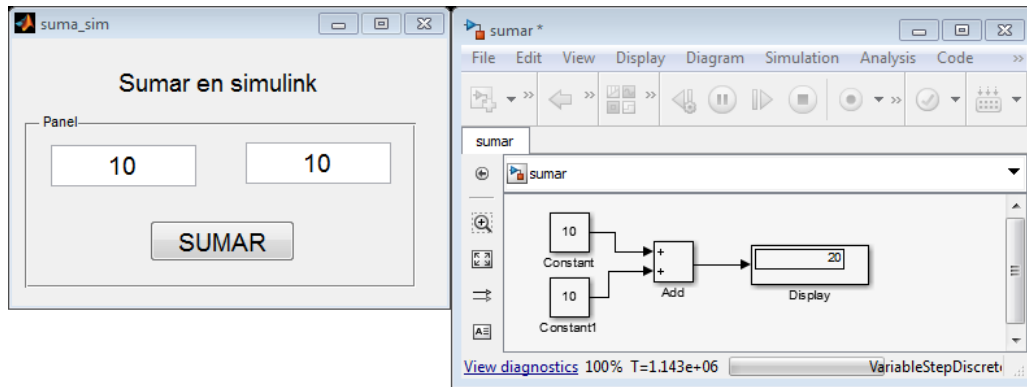 suma_sim
Sumar en simulink
Panel
10 10
SUMAR
sumar *
File Edit View Display Diagram Simulation Analysis Code »
sumar
sumar
10
Constant
10
Constant1
+
+
Add
20
Display
View diagnostics 100% T=1.143e+06 VariableStepDiscrete